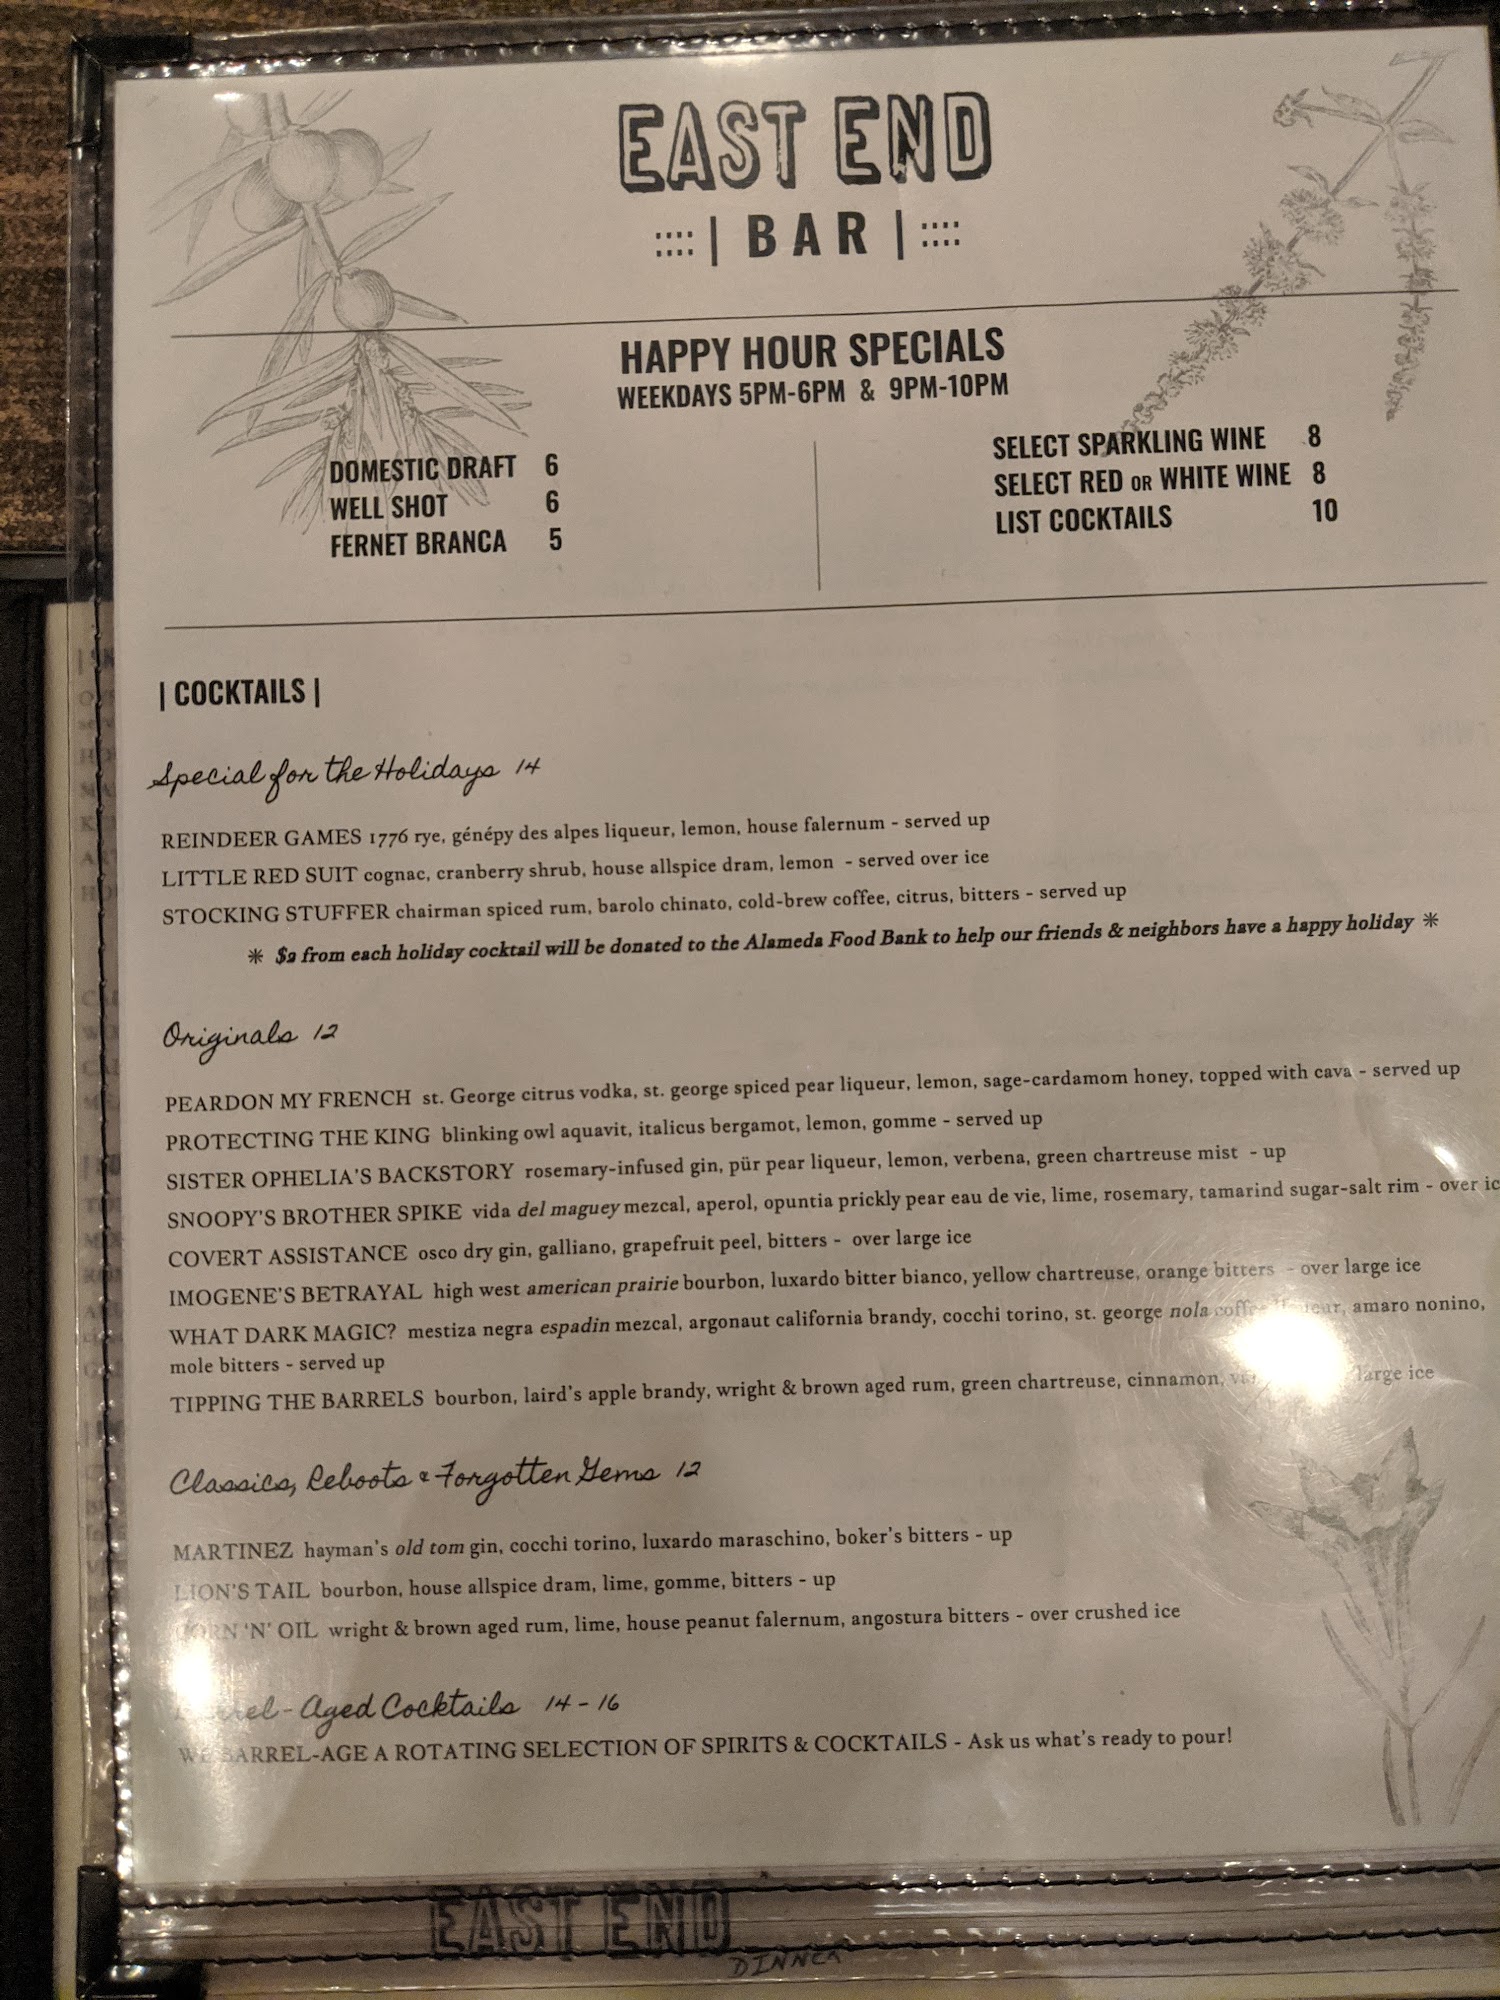 EAST END
| BAR |
HAPPY HOUR SPECIALS
WEEKDAYS 5PM-6PM & 9PM-10PM
DOMESTIC DRAFT 6
WELL SHOT 6
FERNET BRANCA 5
SELECT SPARKLING WINE 8
SELECT RED OR WHITE WINE 8
LIST COCKTAILS 10
| COCKTAILS |
Special for the Holidays 14
REINDEER GAMES 1776 rye, génépy des alpes liqueur, lemon, house falernum - served up
LITTLE RED SUIT cognac, cranberry shrub, house allspice dram, lemon - served over ice
STOCKING STUFFER chairman spiced rum, barolo chinato, cold-brew coffee, citrus, bitters - served up
* $2 from each holiday cocktail will be donated to the Alameda Food Bank to help our friends & neighbors have a happy holiday *
Originals 12
PEARDON MY FRENCH st. George citrus vodka, st. george spiced pear liqueur, lemon, sage-cardamom honey, topped with cava - served up
PROTECTING THE KING blinking owl aquavit, italicus bergamot, lemon, gomme - served up
SISTER OPHELIA'S BACKSTORY rosemary-infused gin, pür pear liqueur, lemon, verbena, green chartreuse mist - up
SNOOPY'S BROTHER SPIKE vida del maguey mezcal, aperol, opuntia prickly pear eau de vie, lime, rosemary, tamarind sugar-salt rim - over ic
COVERT ASSISTANCE osco dry gin, galliano, grapefruit peel, bitters - over large ice
IMOGENE'S BETRAYAL high west american prairie bourbon, luxardo bitter bianco, yellow chartreuse, orange bitters - over large ice
WHAT DARK MAGIC? mestiza negra espadin mezcal, argonaut california brandy, cocchi torino, st. george nola coffee liqueur, amaro nonino,
mole bitters - served up
TIPPING THE BARRELS bourbon, laird's apple brandy, wright & brown aged rum, green chartreuse, cinnamon, large ice
Classics, Reboots & Forgotten Gems 12
MARTINEZ hayman's old tom gin, cocchi torino, luxardo maraschino, boker's bitters - up
LION'S TAIL bourbon, house allspice dram, lime, gomme, bitters - up
CORN 'N' OIL wright & brown aged rum, lime, house peanut falernum, angostura bitters - over crushed ice
Barrel-Aged Cocktails 14 - 16
WE BARREL-AGE A ROTATING SELECTION OF SPIRITS & COCKTAILS - Ask us what's ready to pour!
EAST END
DINNER